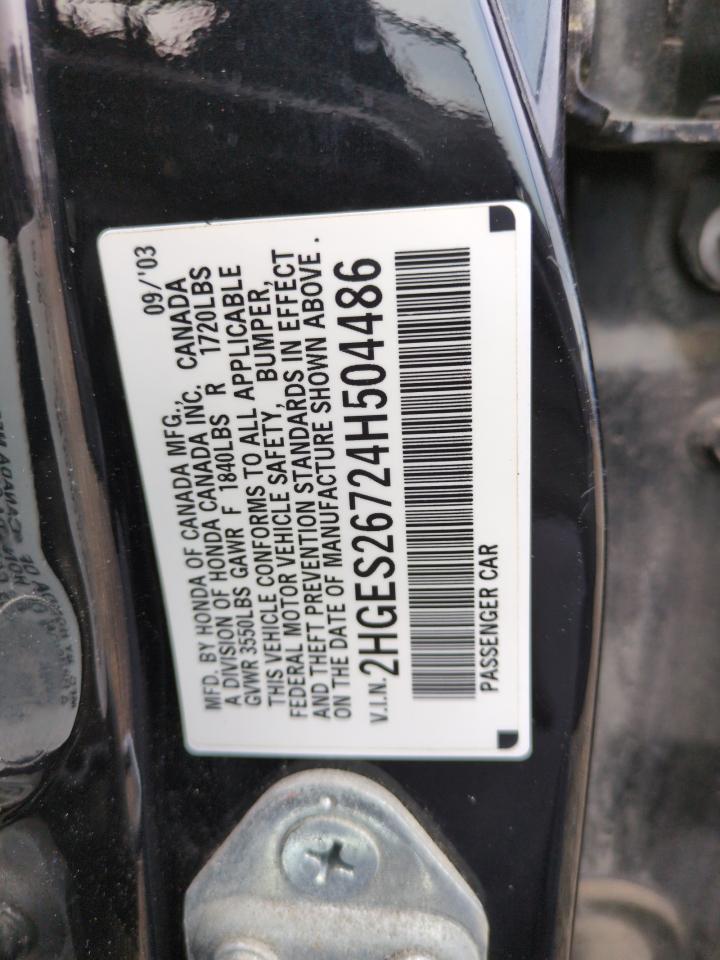 MFD. BY HONDA OF CANADA MFG., 09/'03
A DIVISION OF HONDA CANADA INC. CANADA
GVWR 3550LBS GAWR F 1840LBS R 1720LBS
THIS VEHICLE CONFORMS TO ALL APPLICABLE
FEDERAL MOTOR VEHICLE SAFETY, BUMPER,
AND THEFT PREVENTION STANDARDS IN EFFECT
ON THE DATE OF MANUFACTURE SHOWN ABOVE.
V.I.N. 2HGES26724H504486
PASSENGER CAR